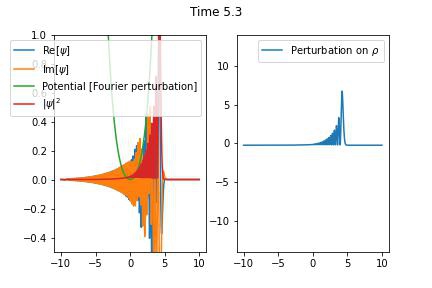 Time 5.3
Re[ψ]
Im[ψ]
Potential [Fourier perturbation]
|ψ|²
1.0
0.8
0.6
0.4
0.2
0.0
−0.2
−0.4
−10 −5 0 5 10
Perturbation on ρ
10
5
0
−5
−10
−10 −5 0 5 10